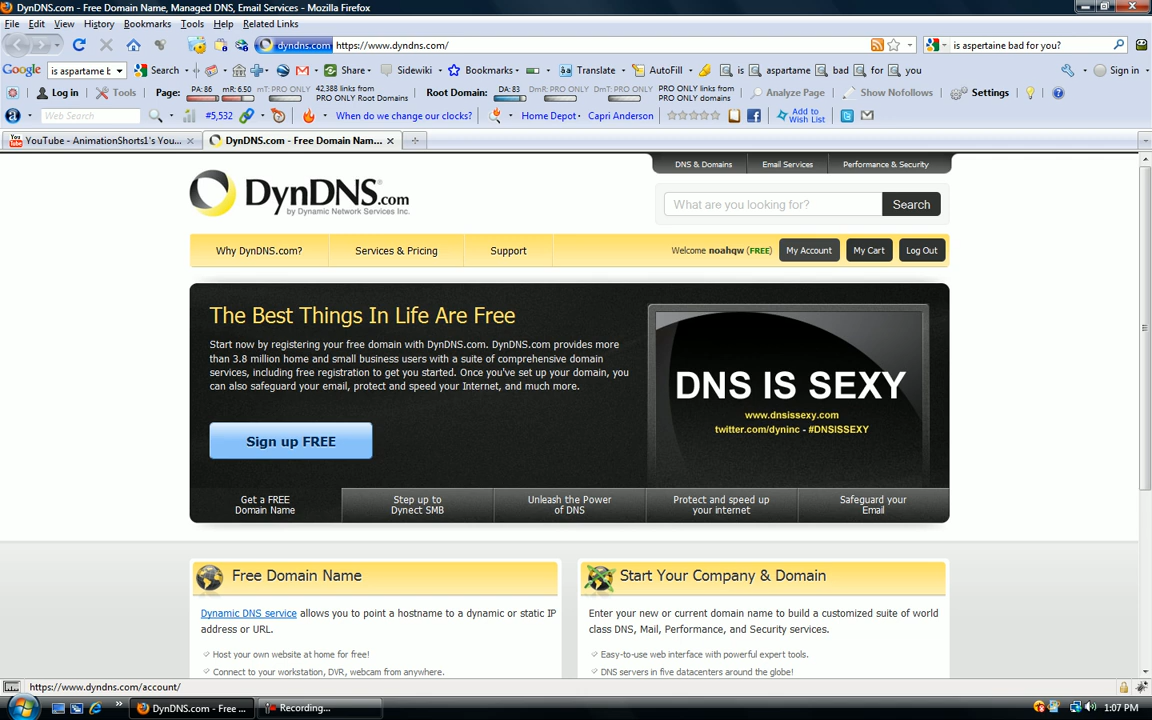 DynDNS.com - Free Domain Name, Managed DNS, Email Services - Mozilla Firefox
File Edit View History Bookmarks Tools Help Related Links
dyndns.com https://www.dyndns.com/ is aspertaine bad for you?
Google is aspartame b Search Share Sidewiki Bookmarks Translate AutoFill is aspartame bad for you Sign in
Log in Tools Page: PA: 86 mR: 6.50 mT: PRO ONLY 42,388 links from PRO ONLY Root Domains Root Domain: DA: 83 DmR: PRO ONLY DmT: PRO ONLY PRO ONLY links from PRO ONLY domains Analyze Page Show Nofollows Settings
Web Search #5,532 When do we change our clocks? Home Depot Capri Anderson Add to Wish List
YouTube - AnimationShorts1's You... DynDNS.com - Free Domain Nam...
DNS & Domains Email Services Performance & Security
DynDNS.com
by Dynamic Network Services Inc.
What are you looking for? Search
Why DynDNS.com? Services & Pricing Support Welcome noahqw (FREE) My Account My Cart Log Out
The Best Things In Life Are Free
Start now by registering your free domain with DynDNS.com. DynDNS.com provides more
than 3.8 million home and small business users with a suite of comprehensive domain
services, including free registration to get you started. Once you've set up your domain, you
can also safeguard your email, protect and speed your Internet, and much more.
DNS IS SEXY
www.dnsissexy.com
twitter.com/dyninc - #DNSISSEXY
Sign up FREE
Get a FREE Domain Name
Step up to Dynect SMB
Unleash the Power of DNS
Protect and speed up your internet
Safeguard your Email
Free Domain Name
Dynamic DNS service allows you to point a hostname to a dynamic or static IP
address or URL.
Host your own website at home for free!
Connect to your workstation, DVR, webcam from anywhere.
Start Your Company & Domain
Enter your new or current domain name to build a customized suite of world
class DNS, Mail, Performance, and Security services.
Easy-to-use web interface with powerful expert tools.
DNS servers in five datacenters around the globe!
https://www.dyndns.com/account/
DynDNS.com - Free ... Recording... 1:07 PM